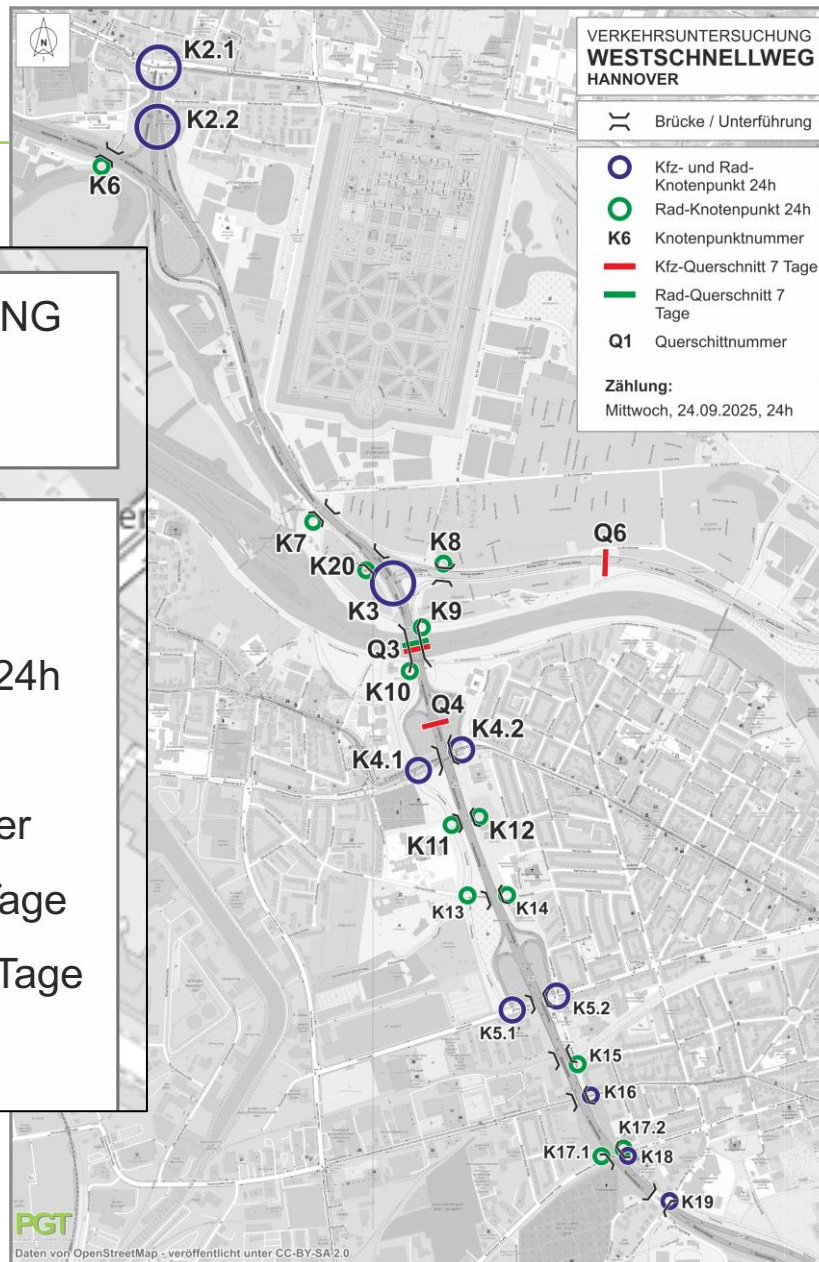 VERKEHRSUNTERSUCHUNG
WESTSCHNELLWEG
HANNOVER
Brücke / Unterführung
Kfz- und Rad-
Knotenpunkt 24h
Rad-Knotenpunkt 24h
K6 Knotenpunktnummer
Kfz-Querschnitt 7 Tage
Rad-Querschnitt 7
Tage
Q1 Querschittnummer
Zählung:
Mittwoch, 24.09.2025, 24h
N
K2.1
K2.2
K6
NG
24h
er
Tage
Tage
er
K7
K20
K8
Q6
K3
K9
Q3
K10
Q4
K4.2
K4.1
K11
K12
K13
K14
K5.1
K5.2
K15
K16
K17.2
K17.1
K18
K19
PGT
Daten von OpenStreetMap - veröffentlicht unter CC-BY-SA 2.0